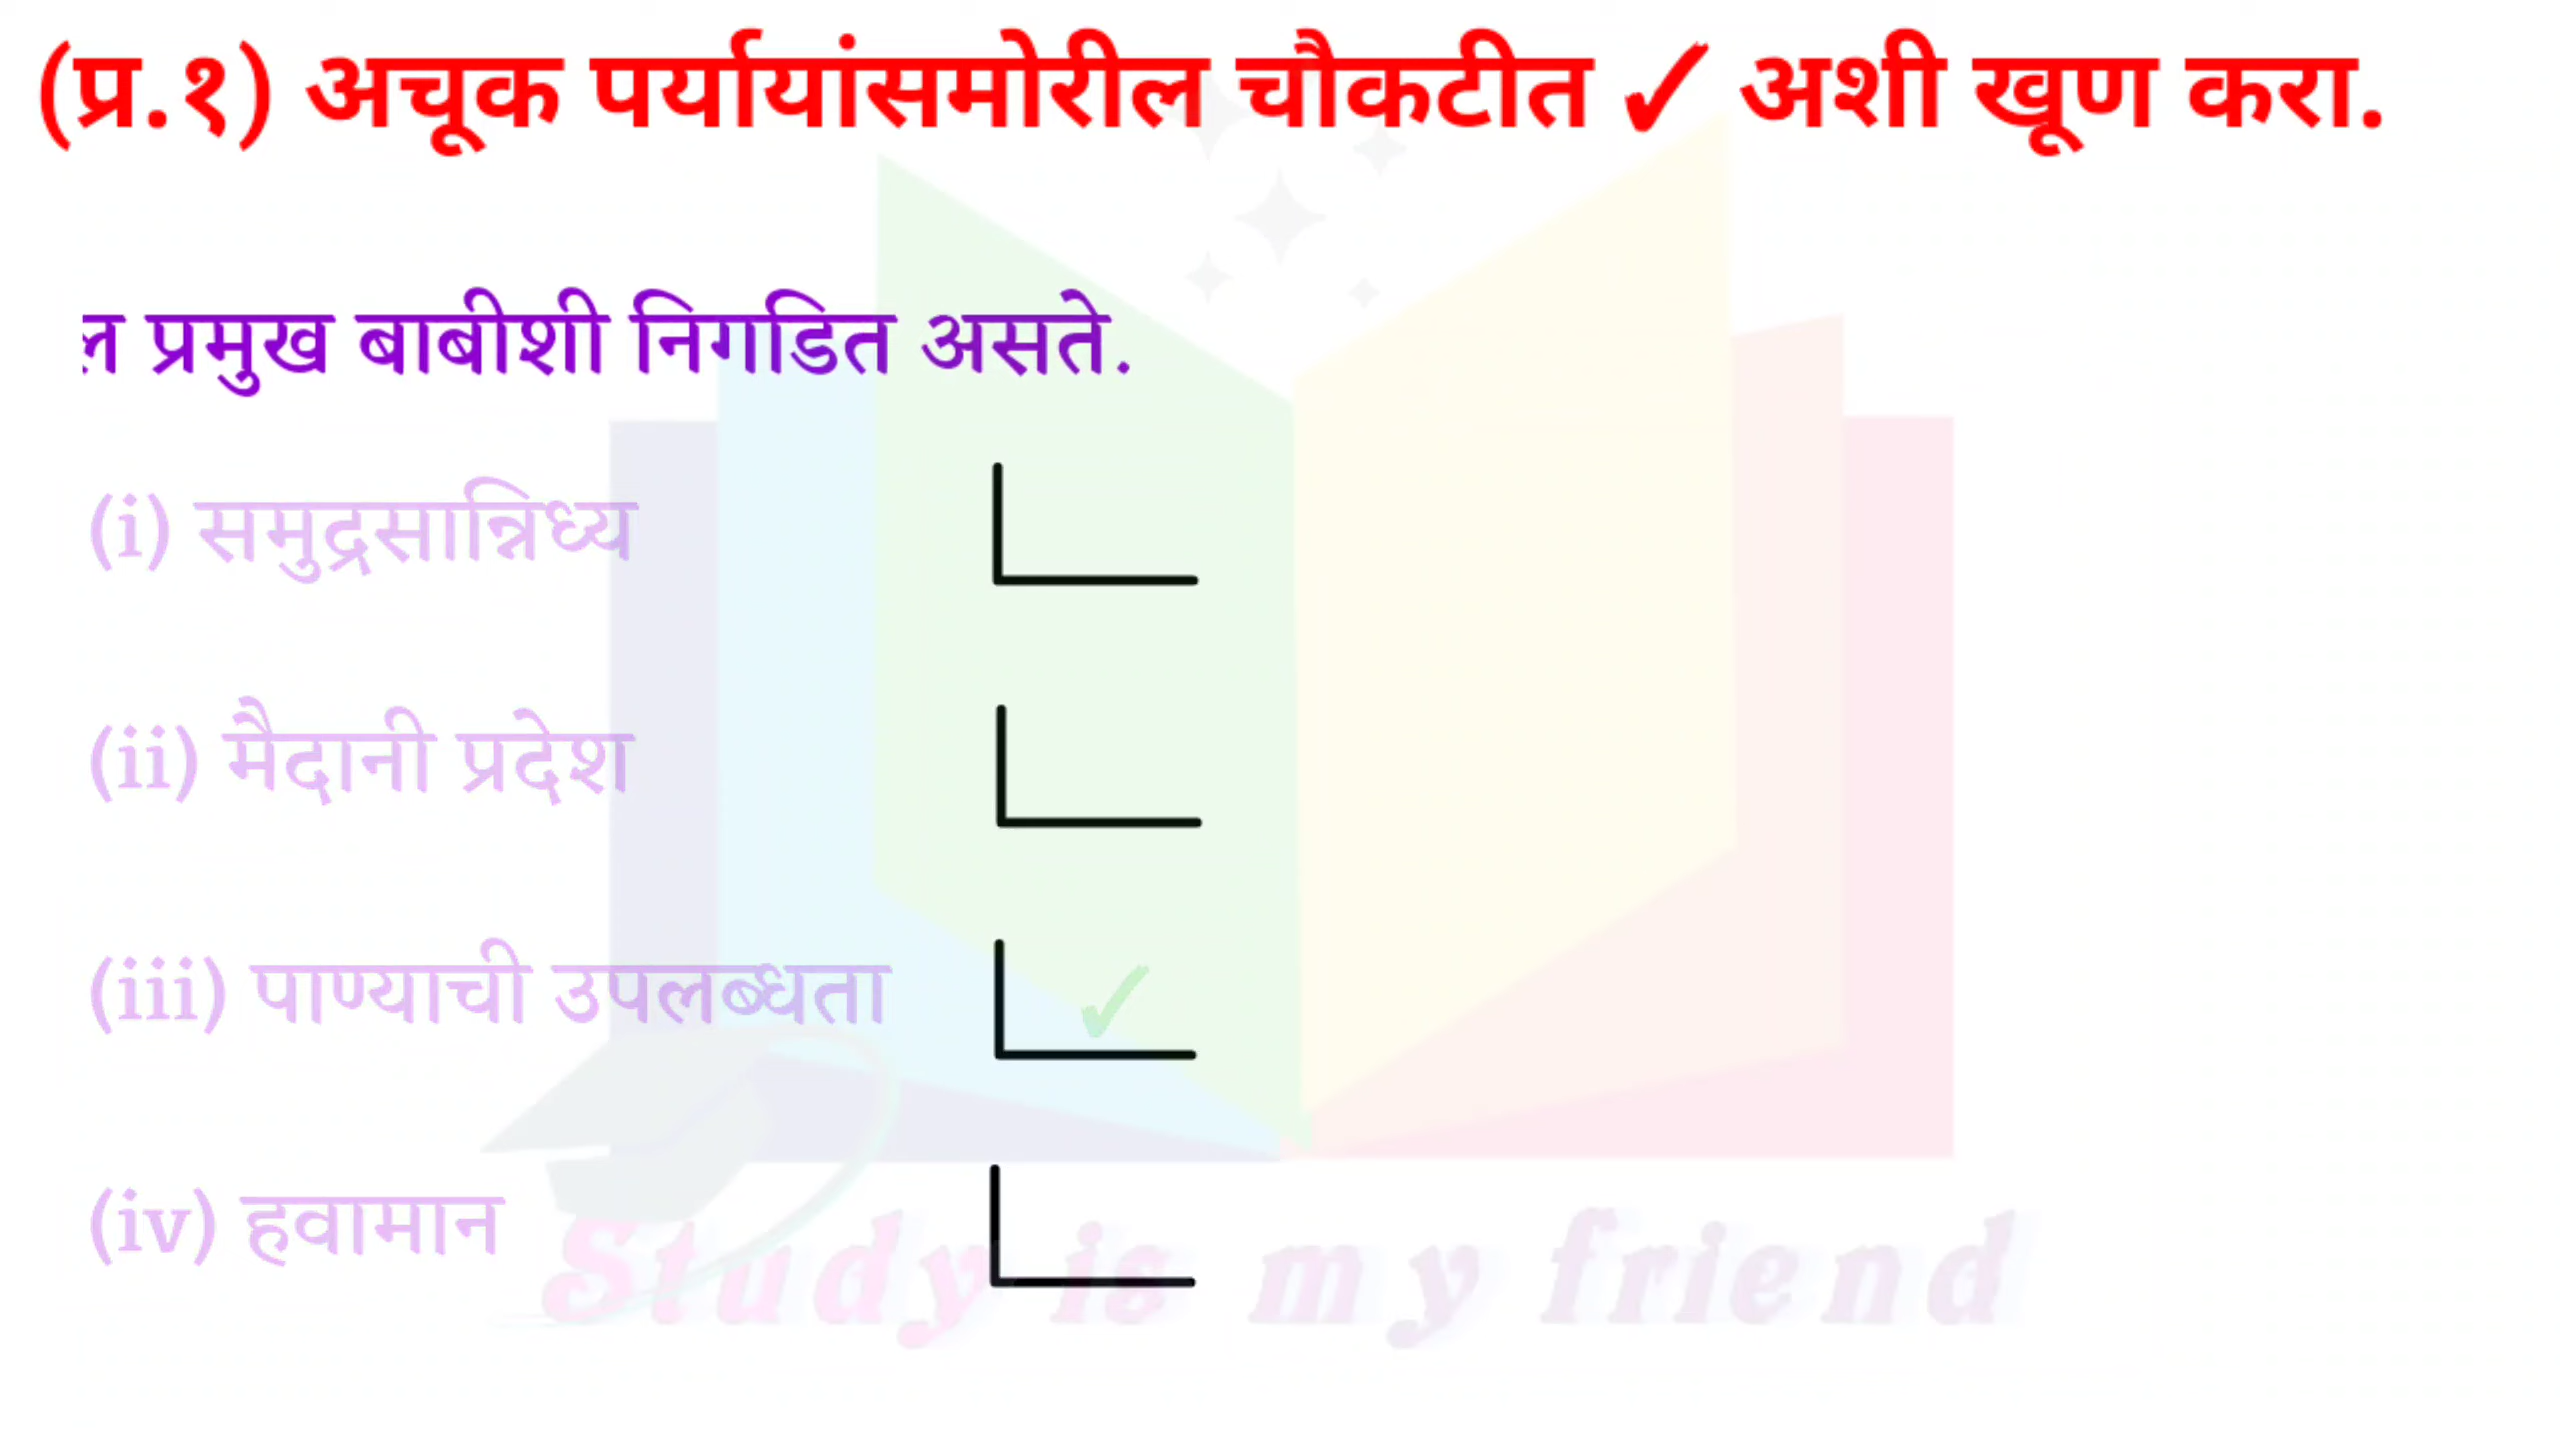 (प्र.१) अचूक पर्यायांसमोरील चौकटीत ✓ अशी खूण करा.
ल प्रमुख बाबीशी निगडित असते.
(i) समुद्रसान्निध्य
(ii) मैदानी प्रदेश
(iii) पाण्याची उपलब्धता ✓
(iv) हवामान
Study is my friend